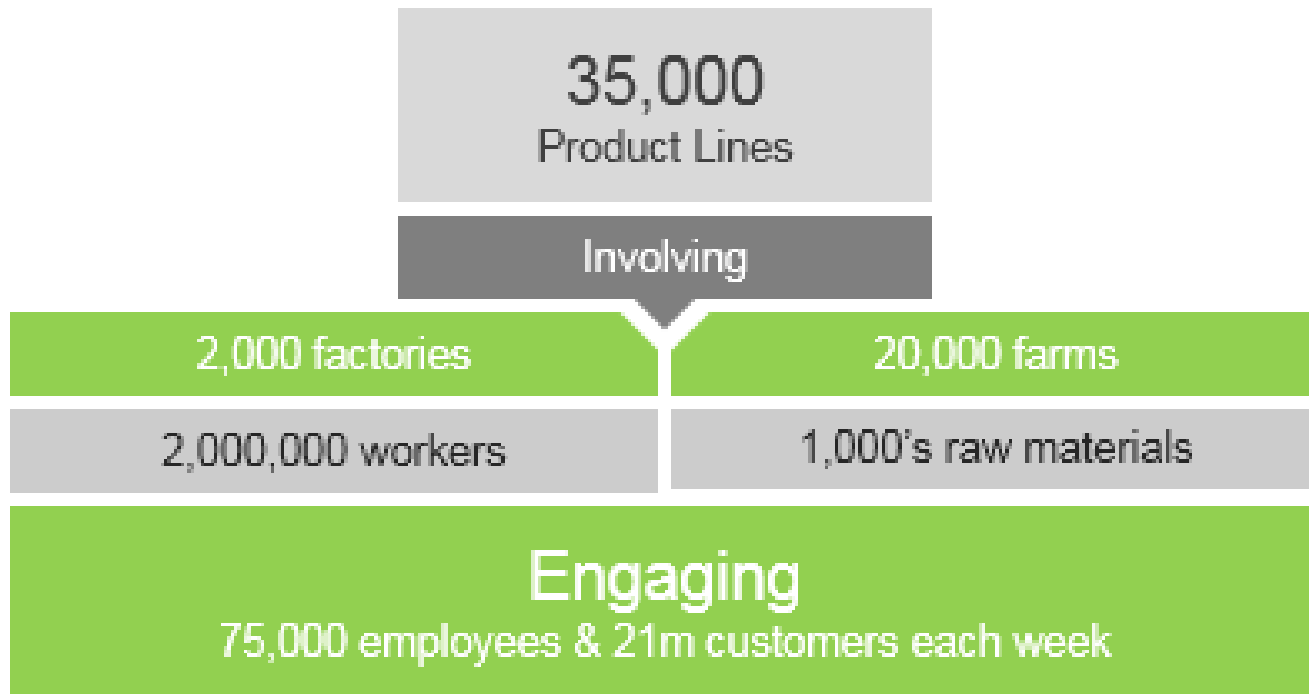 35,000
Product Lines
Involving
2,000 factories
20,000 farms
2,000,000 workers
1,000’s raw materials
Engaging
75,000 employees & 21m customers each week